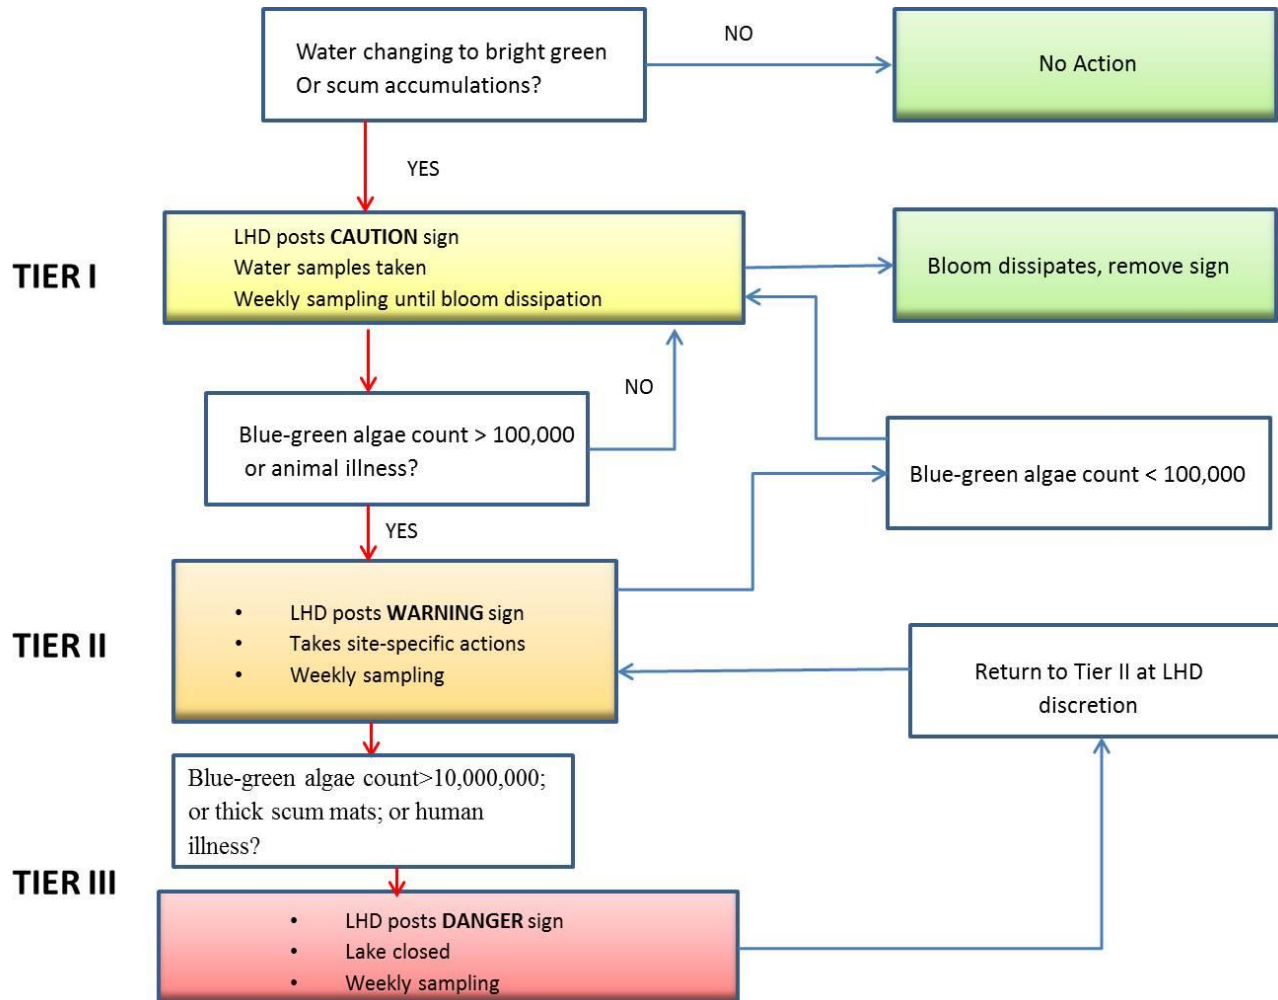 Water changing to bright green
Or scum accumulations?
NO
No Action
YES
TIER I
LHD posts CAUTION sign
Water samples taken
Weekly sampling until bloom dissipation
Bloom dissipates, remove sign
NO
Blue-green algae count > 100,000
or animal illness?
Blue-green algae count < 100,000
YES
TIER II
• LHD posts WARNING sign
• Takes site-specific actions
• Weekly sampling
Return to Tier II at LHD
discretion
Blue-green algae count>10,000,000;
or thick scum mats; or human
illness?
TIER III
• LHD posts DANGER sign
• Lake closed
• Weekly sampling